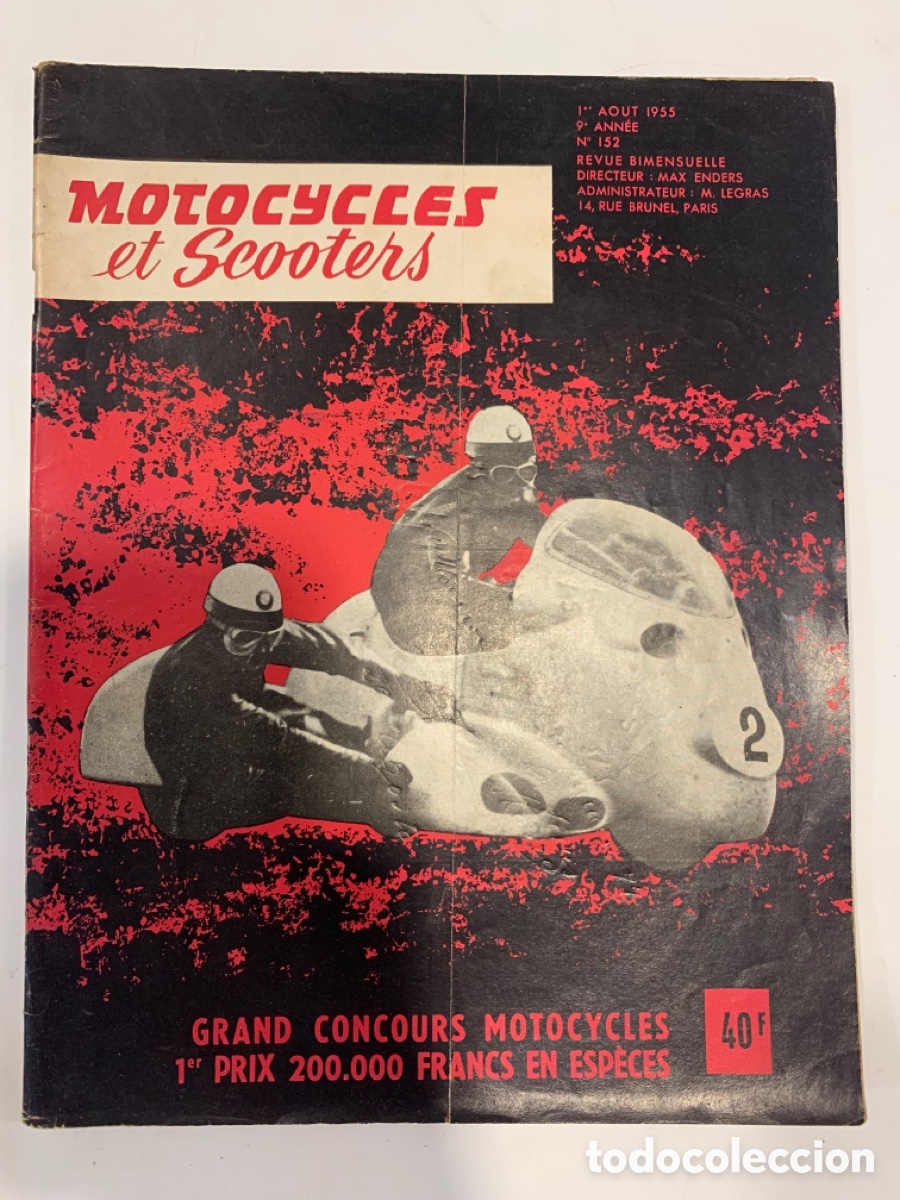 1er AOUT 1955
9e ANNÉE
N° 152
REVUE BIMENSUELLE
DIRECTEUR : MAX ENDERS
ADMINISTRATEUR : M. LEGRAS
14, RUE BRUNEL, PARIS
MOTOCYCLES
et Scooters
2
GRAND CONCOURS MOTOCYCLES
1er PRIX 200.000 FRANCS EN ESPÈCES
40F
todocoleccion